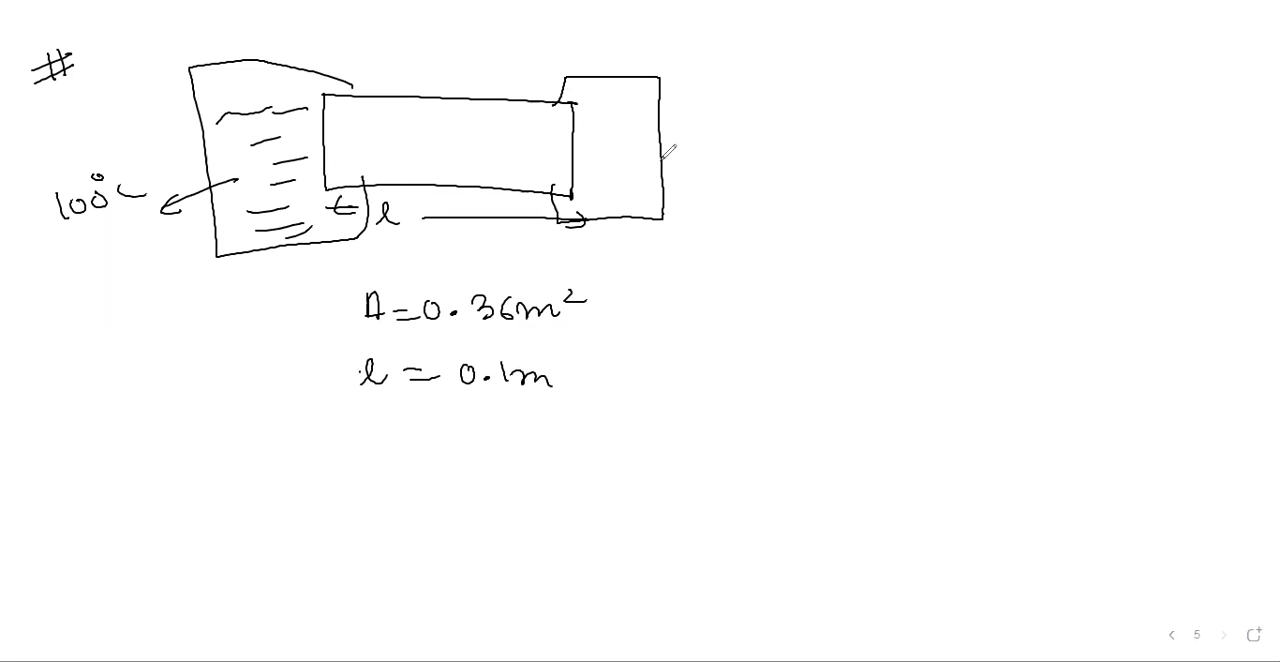 #
100°C
l
A = 0.36m²
l = 0.1m
5